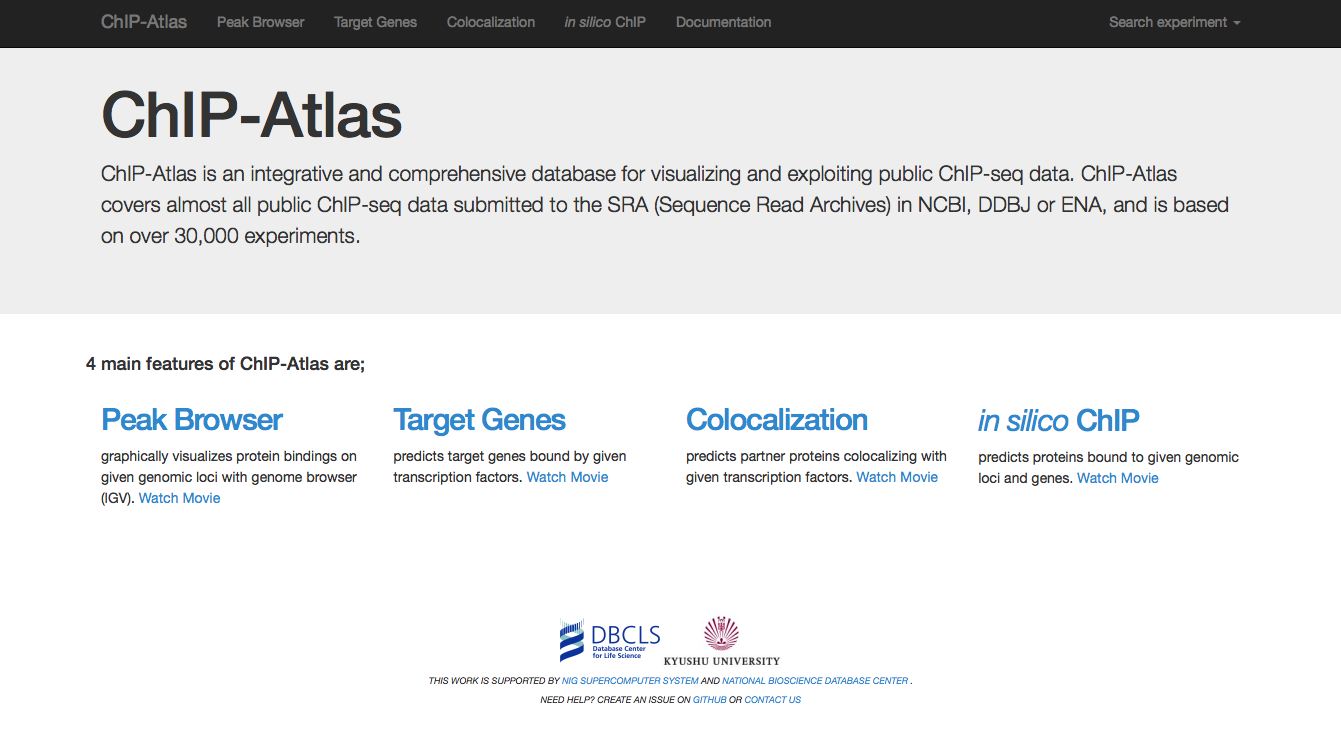 ChIP-Atlas Peak Browser Target Genes Colocalization in silico ChIP Documentation Search experiment
ChIP-Atlas
ChIP-Atlas is an integrative and comprehensive database for visualizing and exploiting public ChIP-seq data. ChIP-Atlas
covers almost all public ChIP-seq data submitted to the SRA (Sequence Read Archives) in NCBI, DDBJ or ENA, and is based
on over 30,000 experiments.
4 main features of ChIP-Atlas are;
Peak Browser
graphically visualizes protein bindings on
given genomic loci with genome browser
(IGV). Watch Movie
Target Genes
predicts target genes bound by given
transcription factors. Watch Movie
Colocalization
predicts partner proteins colocalizing with
given transcription factors. Watch Movie
in silico ChIP
predicts proteins bound to given genomic
loci and genes. Watch Movie
DBCLS
Database Center
for Life Science
KYUSHU UNIVERSITY
THIS WORK IS SUPPORTED BY NIG SUPERCOMPUTER SYSTEM AND NATIONAL BIOSCIENCE DATABASE CENTER .
NEED HELP? CREATE AN ISSUE ON GITHUB OR CONTACT US